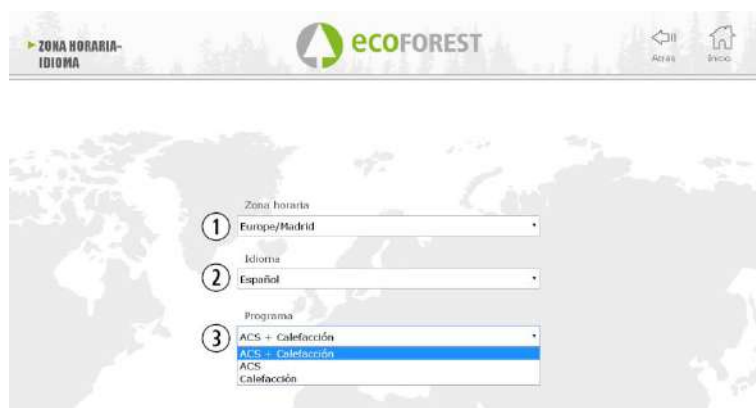 ZONA HORARIA-
IDIOMA
ecoFOREST
Atrás
Inicio
Zona horaria
1
Europe/Madrid
Idioma
2
Español
Programa
3
ACS + Calefacción
ACS + Calefacción
ACS
Calefacción